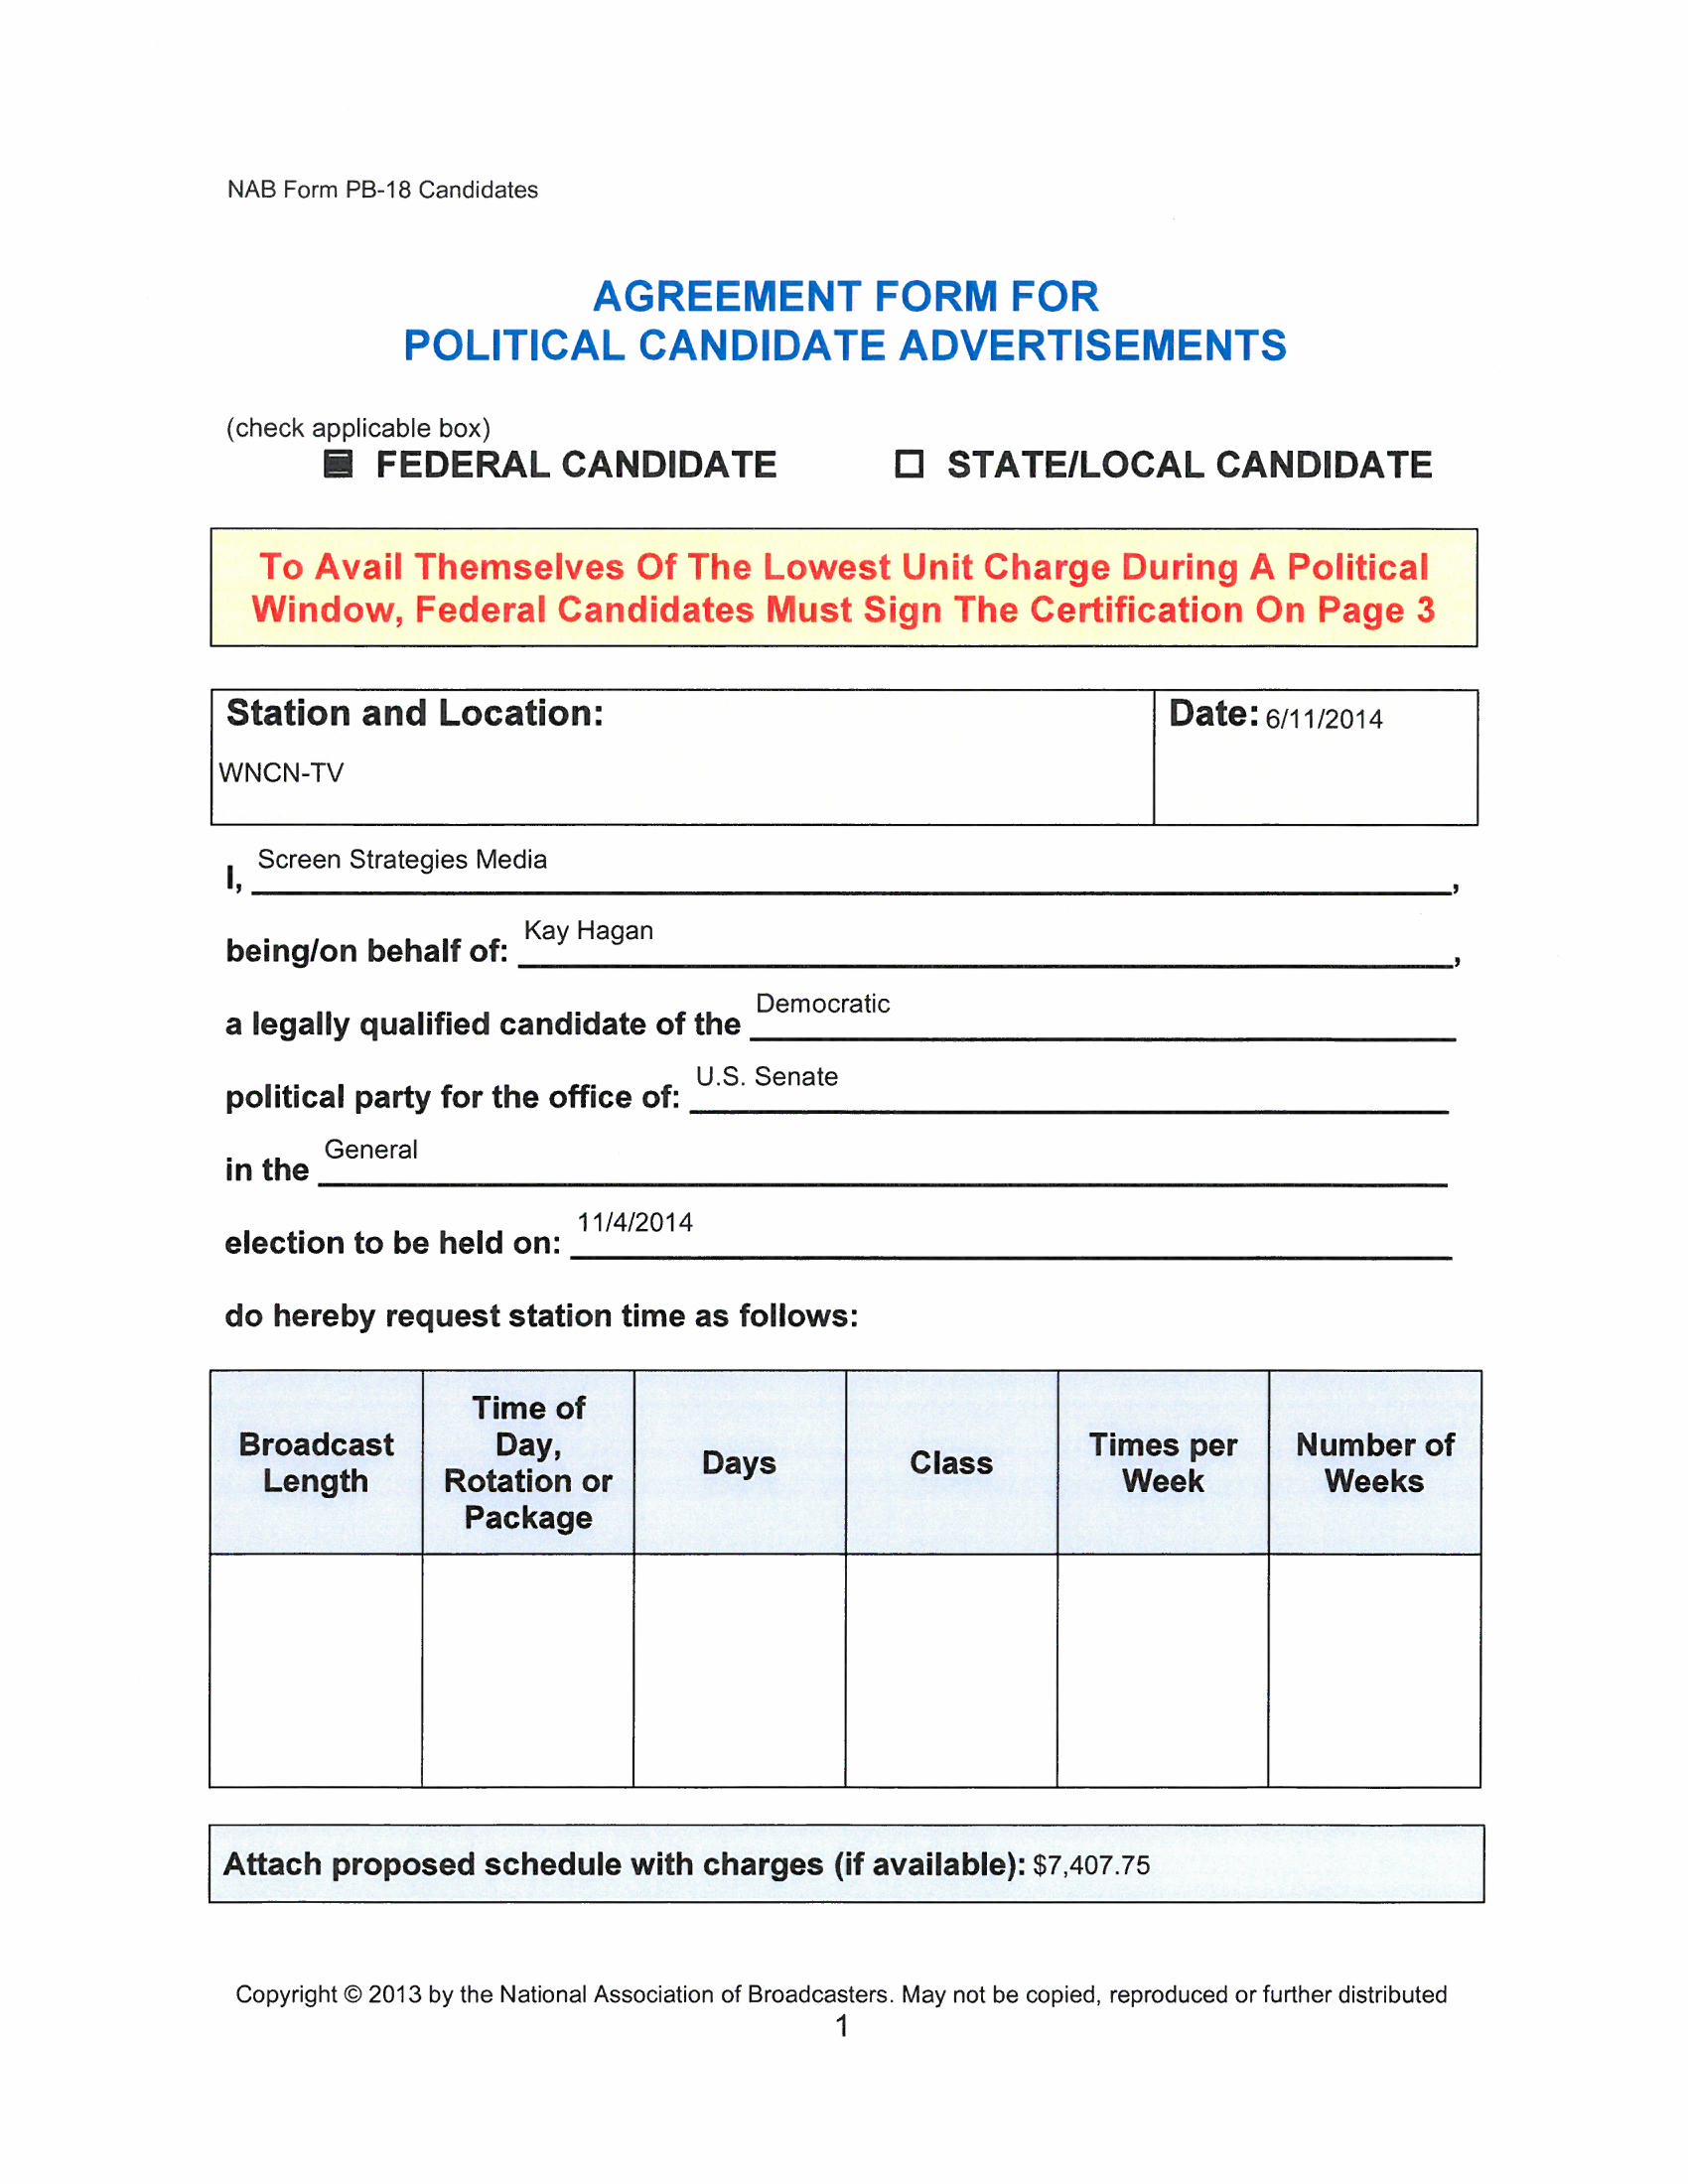 NAB Form PB-18 Candidates
AGREEMENT FORM FOR
POLITICAL CANDIDATE ADVERTISEMENTS
(check applicable box)
FEDERAL CANDIDATE STATE/LOCAL CANDIDATE
To Avail Themselves Of The Lowest Unit Charge During A Political
Window, Federal Candidates Must Sign The Certification On Page 3
Station and Location: Date: 6/11/2014
WNCN-TV
I, Screen Strategies Media,
being/on behalf of: Kay Hagan,
a legally qualified candidate of the Democratic
political party for the office of: U.S. Senate
in the General
election to be held on: 11/4/2014
do hereby request station time as follows:
Broadcast Length
Time of Day, Rotation or Package
Days
Class
Times per Week
Number of Weeks
Attach proposed schedule with charges (if available): $7,407.75
Copyright © 2013 by the National Association of Broadcasters. May not be copied, reproduced or further distributed
1